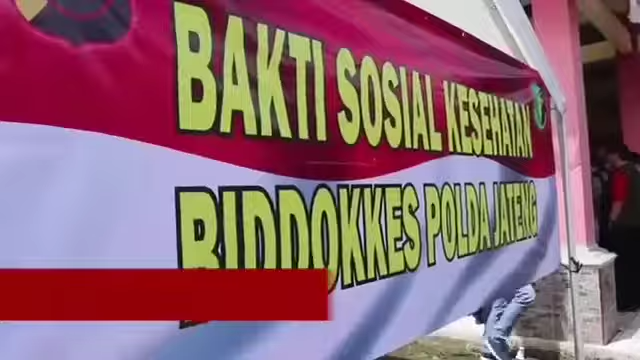 BAKTI SOSIAL KESEHATAN
BIDDOKKES POLDA JATENG